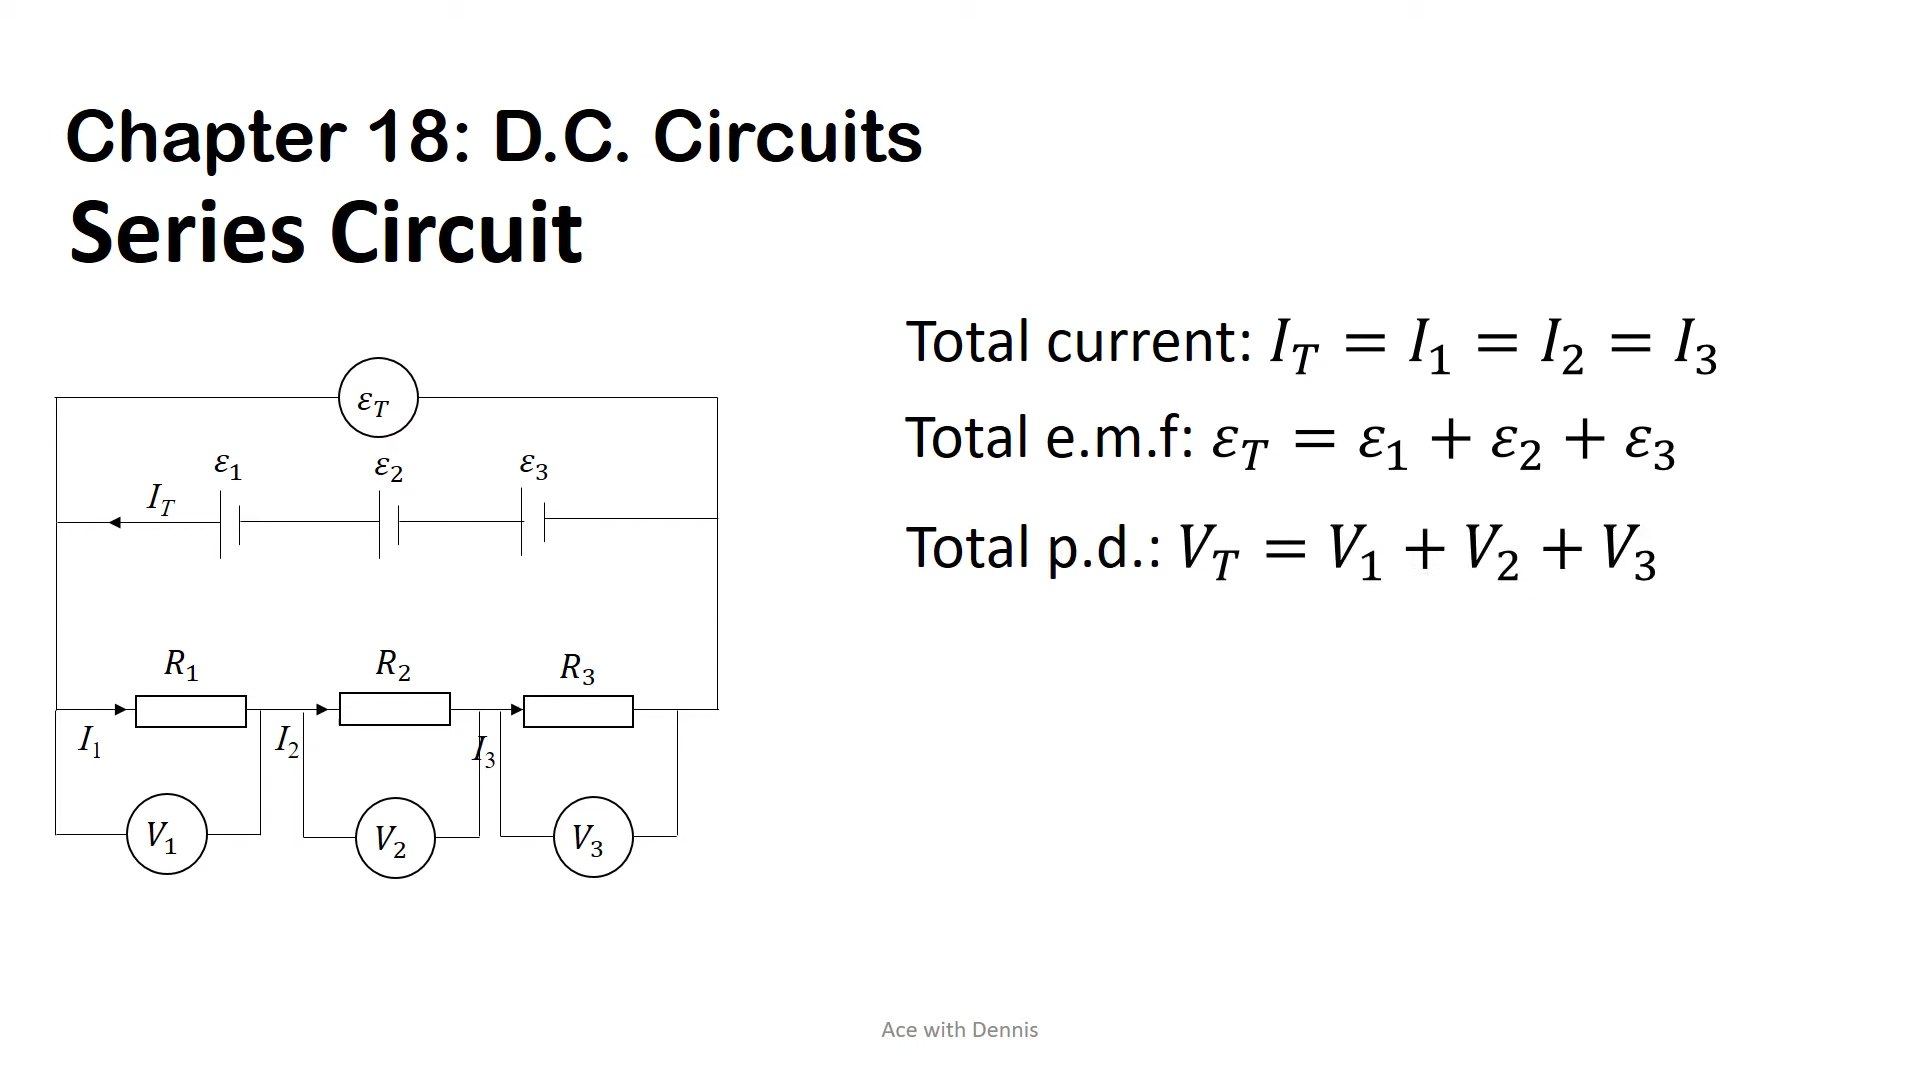 Chapter 18: D.C. Circuits
Series Circuit
Total current: I_T = I_1 = I_2 = I_3
Total e.m.f: ε_T = ε_1 + ε_2 + ε_3
Total p.d.: V_T = V_1 + V_2 + V_3
ε_T
ε_1 ε_2 ε_3
I_T
R_1 R_2 R_3
I_1 I_2 I_3
V_1 V_2 V_3
Ace with Dennis